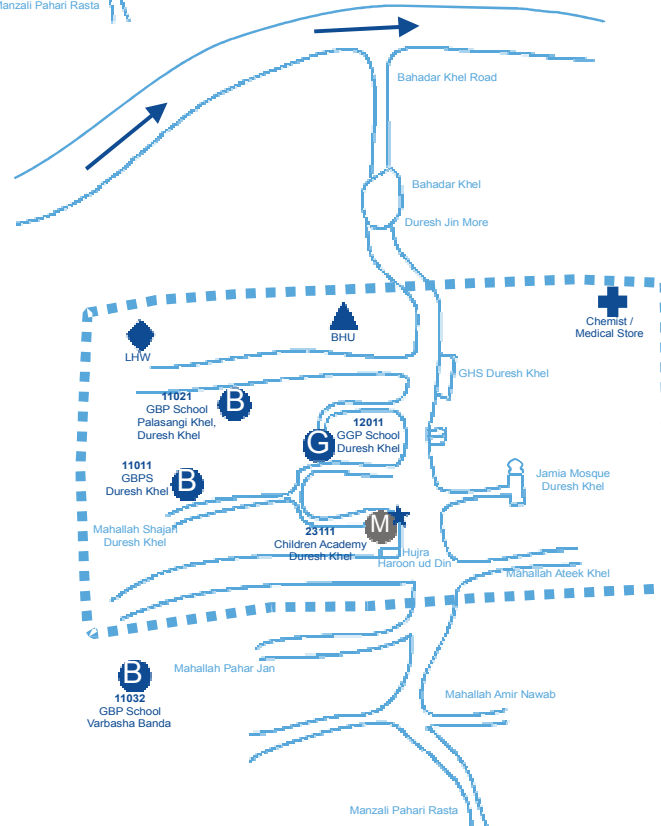 Manzali Pahari Rasta
Bahadar Khel Road
Bahadar Khel
Duresh Jin More
Chemist /
Medical Store
BHU
LHW
GHS Duresh Khel
11021
GBP School
Palasangi Khel,
Duresh Khel
B
12011
GGP School
Duresh Khel
G
11011
GBPS
Duresh Khel
B
Jamia Mosque
Duresh Khel
Mahallah Shajari
Duresh Khel
23111
Children Academy
Duresh Khel
M
Hujra
Haroon ud Din
Mahallah Ateek Khel
Mahallah Pahar Jan
B
11032
GBP School
Varbasha Banda
Mahallah Amir Nawab
Manzali Pahari Rasta